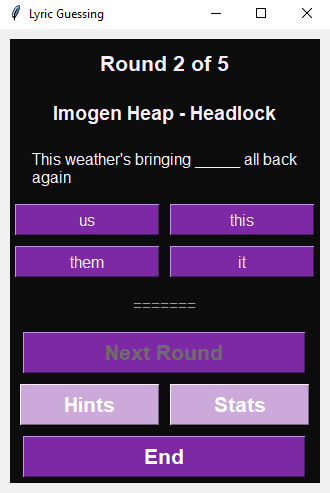 Lyric Guessing
Round 2 of 5
Imogen Heap - Headlock
This weather's bringing _____ all back
again
us
this
them
it
=======
Next Round
Hints
Stats
End